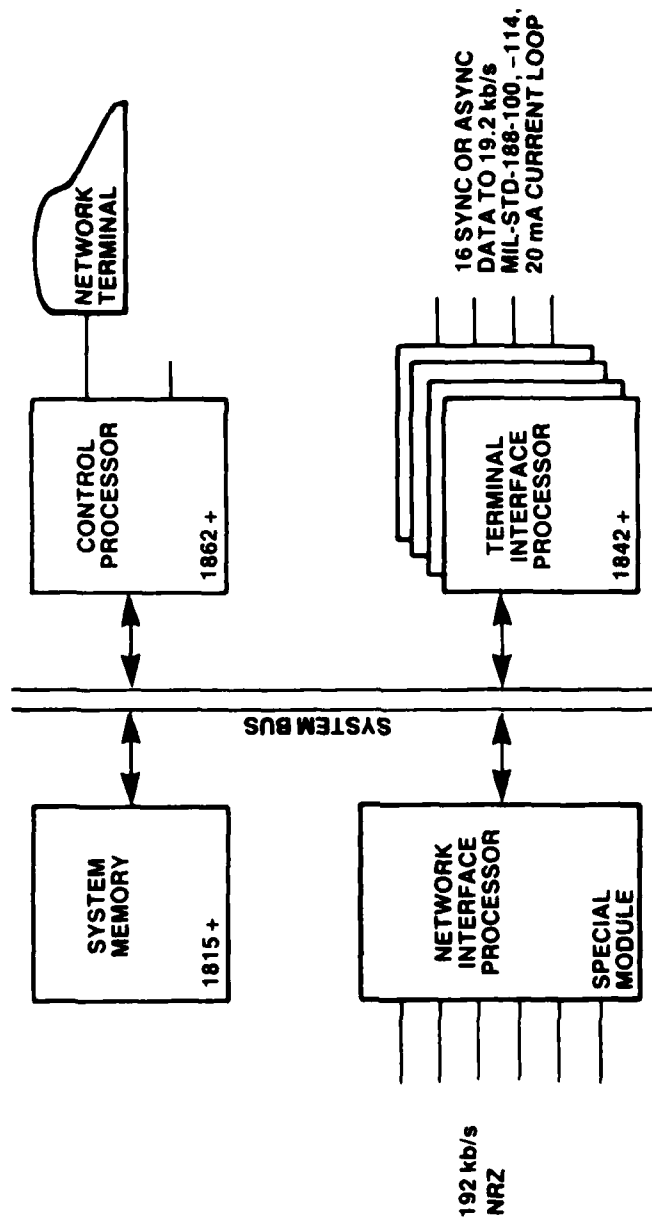 SYSTEM
MEMORY
1815+
CONTROL
PROCESSOR
1862+
NETWORK
TERMINAL
SYSTEM BUS
192 kb/s
NRZ
NETWORK
INTERFACE
PROCESSOR
SPECIAL
MODULE
TERMINAL
INTERFACE
PROCESSOR
1842+
16 SYNC OR ASYNC
DATA TO 19.2 kb/s
MIL-STD-188-100, -114,
20 mA CURRENT LOOP